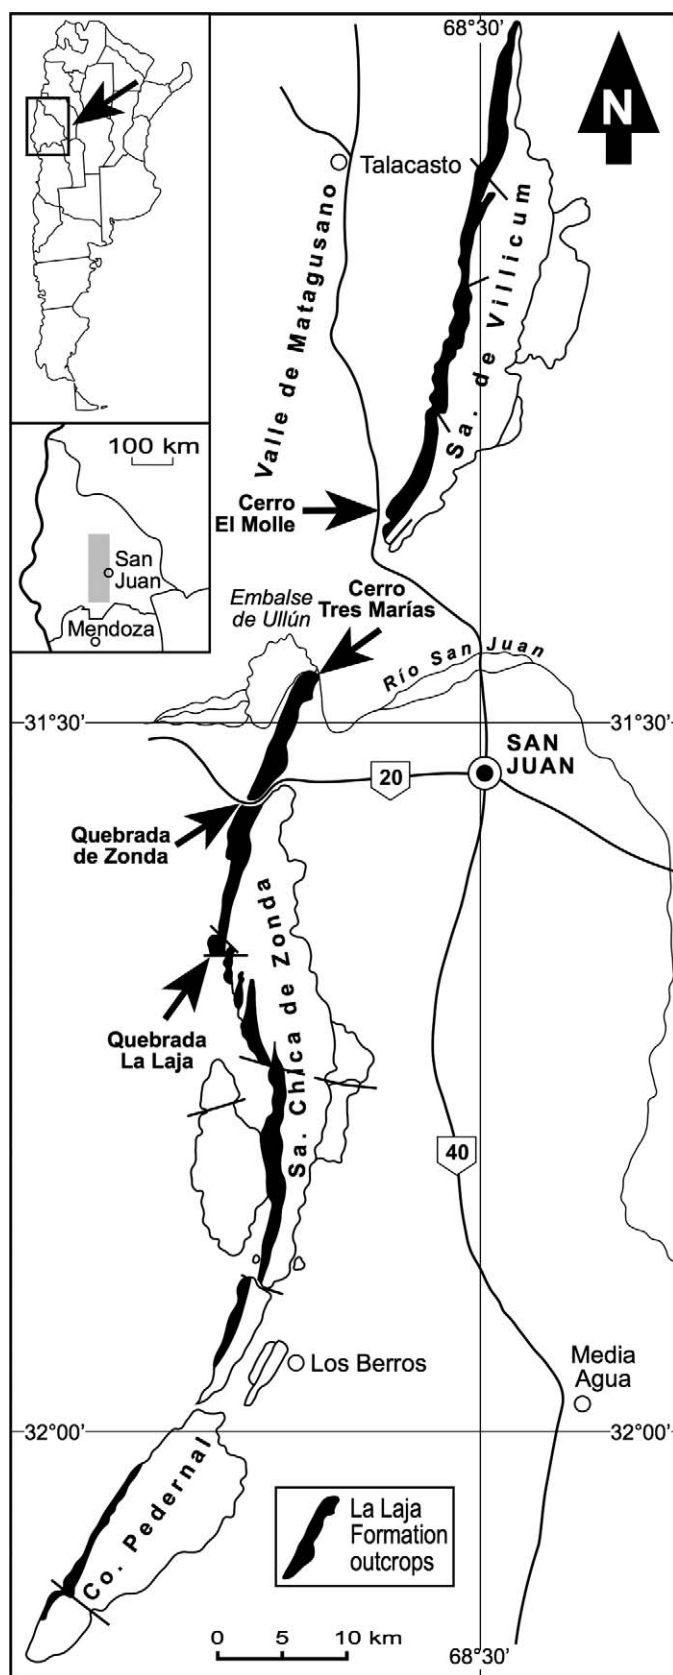 68°30'
N
Talacasto
Valle de Matagusano
Sa. de Villicum
100 km
San
Juan
Mendoza
Cerro
El Molle
Embalse
de Ullún
Cerro
Tres Marías
Río San Juan
31°30'
31°30'
SAN
JUAN
20
Quebrada
de Zonda
Sa. Chica de Zonda
Quebrada
La Laja
40
Los Berros
Media
Agua
32°00'
32°00'
Co. Pedernal
La Laja
Formation
outcrops
0 5 10 km
68°30'